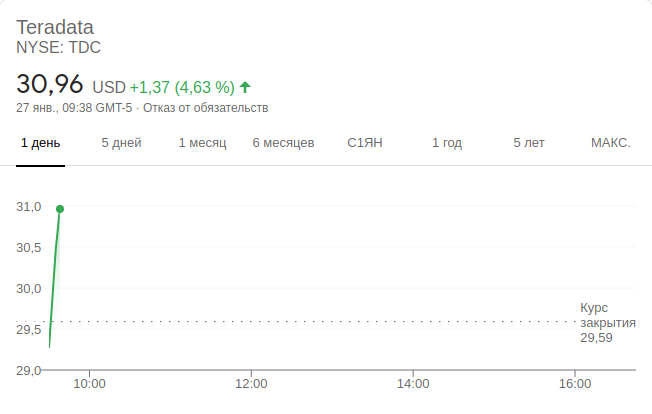 Teradata
NYSE: TDC
30,96 USD +1,37 (4,63 %)
27 янв., 09:38 GMT-5 · Отказ от обязательств
1 день 5 дней 1 месяц 6 месяцев С1ЯН 1 год 5 лет МАКС.
31,0
30,5
30,0
29,5
29,0
Курс
закрытия
29,59
10:00 12:00 14:00 16:00